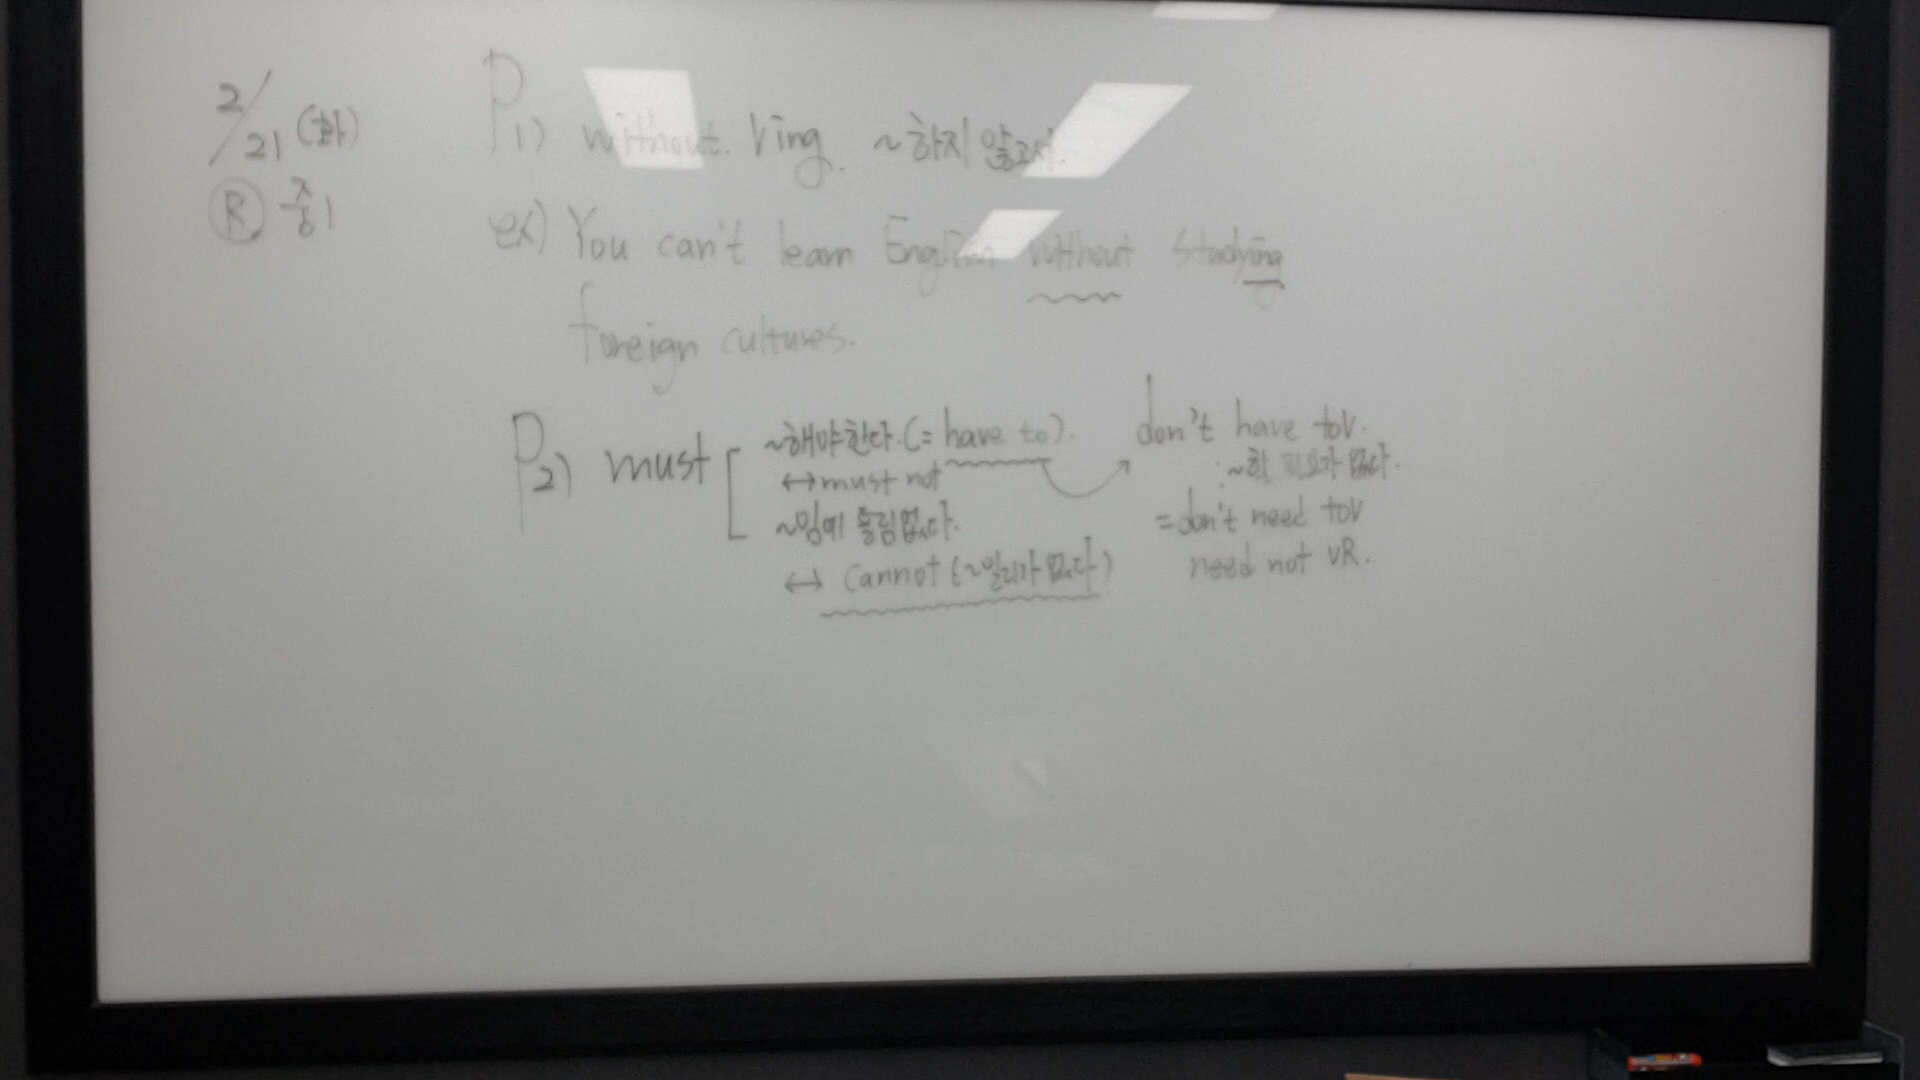 2/21 (화)
Ⓡ 중1
P1) without Ving. ~하지 않고서.
ex) You can't learn English without studying
foreign cultures.
P2) must [ ~해야한다. (= have to).
↔ must not
~임에 틀림없다.
↔ cannot (~일리가 없다)
don't have toV.
: ~할 필요가 없다.
= don't need toV
need not VR.